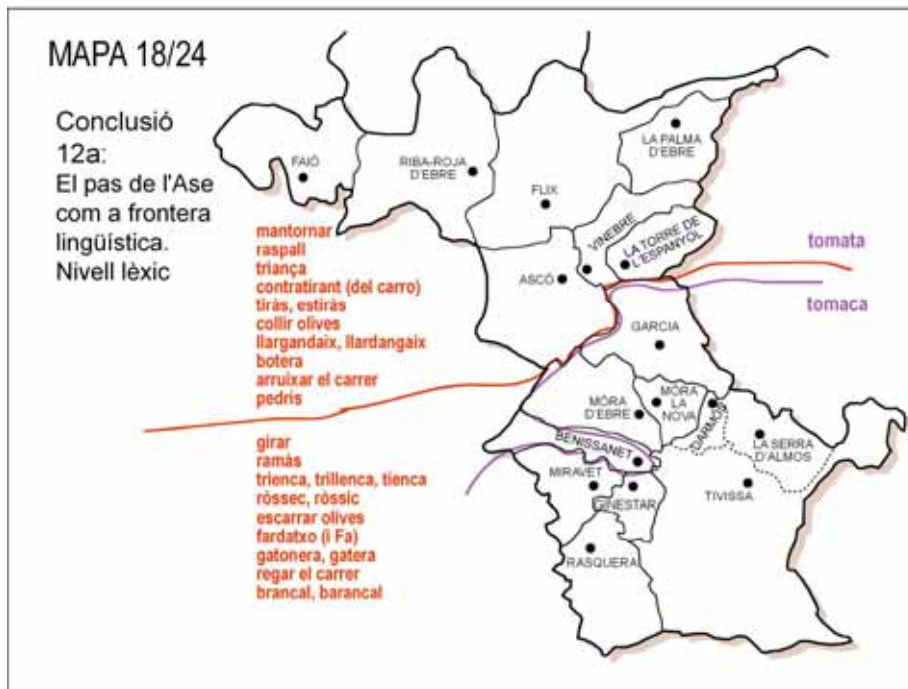 MAPA 18/24
Conclusió
12a:
El pas de l'Ase
com a frontera
lingüística.
Nivell lèxic
FAIÓ
RIBA-ROJA
D'EBRE
FLIX
LA PALMA
D'EBRE
VINEBRE
LA TORRE DE
L'ESPANYOL
ASCÓ
GARCIA
MÓRA
LA
NOVA
MÓRA
D'EBRE
DARMÓS
LA SERRA
D'ALMOS
BENISSANET
MIRAVET
GINESTAR
TIVISSA
RASQUERA
mantornar
raspall
triança
contratirant (del carro)
tiràs, estiràs
collir olives
llargandaix, llardangaix
botera
arruixar el carrer
pedrís
girar
ramàs
trienca, trillenca, tienca
ròssec, ròssic
escarrar olives
fardatxo (i Fa)
gatonera, gatera
regar el carrer
brancal, barancal
tomata
tomaca